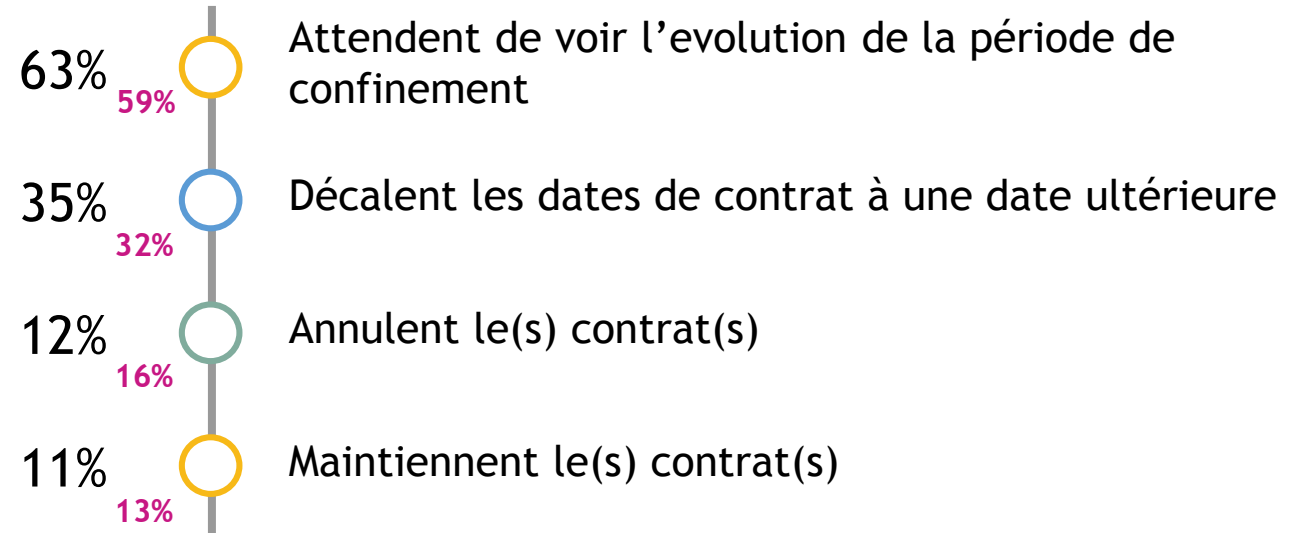 63%
59%
Attendent de voir l’evolution de la période de
confinement
35%
32%
Décalent les dates de contrat à une date ultérieure
12%
16%
Annulent le(s) contrat(s)
11%
13%
Maintiennent le(s) contrat(s)